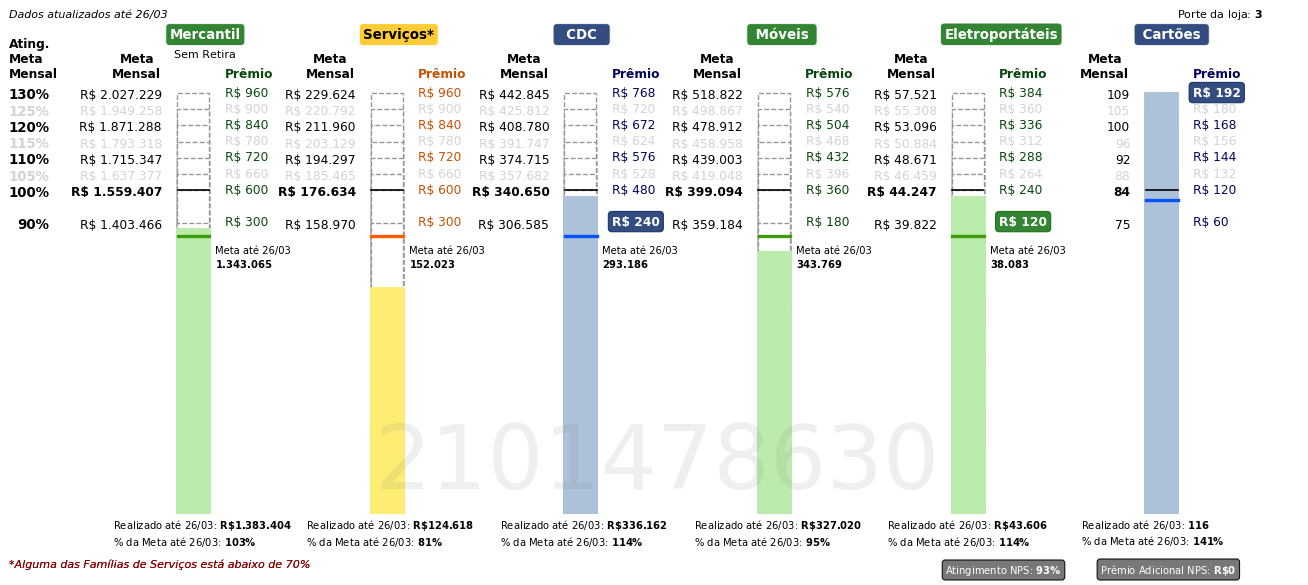 Dados atualizados até 26/03
Porte da loja: 3
Mercantil Serviços* CDC Móveis Eletroportáteis Cartões
Sem Retira
Ating. Meta Mensal
Meta Mensal Prêmio Meta Mensal Prêmio Meta Mensal Prêmio Meta Mensal Prêmio Meta Mensal Prêmio Meta Mensal Prêmio
130% R$ 2.027.229 R$ 960 R$ 229.624 R$ 960 R$ 442.845 R$ 768 R$ 518.822 R$ 576 R$ 57.521 R$ 384 109 R$ 192
125% R$ 1.949.258 R$ 900 R$ 220.792 R$ 900 R$ 425.812 R$ 720 R$ 498.867 R$ 540 R$ 55.308 R$ 360 105 R$ 180
120% R$ 1.871.288 R$ 840 R$ 211.960 R$ 840 R$ 408.780 R$ 672 R$ 478.912 R$ 504 R$ 53.096 R$ 336 100 R$ 168
115% R$ 1.793.318 R$ 780 R$ 203.129 R$ 780 R$ 391.747 R$ 624 R$ 458.958 R$ 468 R$ 50.884 R$ 312 96 R$ 156
110% R$ 1.715.347 R$ 720 R$ 194.297 R$ 720 R$ 374.715 R$ 576 R$ 439.003 R$ 432 R$ 48.671 R$ 288 92 R$ 144
105% R$ 1.637.377 R$ 660 R$ 185.465 R$ 660 R$ 357.682 R$ 528 R$ 419.048 R$ 396 R$ 46.459 R$ 264 88 R$ 132
100% R$ 1.559.407 R$ 600 R$ 176.634 R$ 600 R$ 340.650 R$ 480 R$ 399.094 R$ 360 R$ 44.247 R$ 240 84 R$ 120
90% R$ 1.403.466 R$ 300 R$ 158.970 R$ 300 R$ 306.585 R$ 240 R$ 359.184 R$ 180 R$ 39.822 R$ 120 75 R$ 60
Meta até 26/03 Meta até 26/03 Meta até 26/03 Meta até 26/03 Meta até 26/03
1.343.065 152.023 293.186 343.769 38.083
2101478630
Realizado até 26/03: R$1.383.404 Realizado até 26/03: R$124.618 Realizado até 26/03: R$336.162 Realizado até 26/03: R$327.020 Realizado até 26/03: R$43.606 Realizado até 26/03: 116
% da Meta até 26/03: 103% % da Meta até 26/03: 81% % da Meta até 26/03: 114% % da Meta até 26/03: 95% % da Meta até 26/03: 114% % da Meta até 26/03: 141%
*Alguma das Famílias de Serviços está abaixo de 70%
Atingimento NPS: 93% Prêmio Adicional NPS: R$0